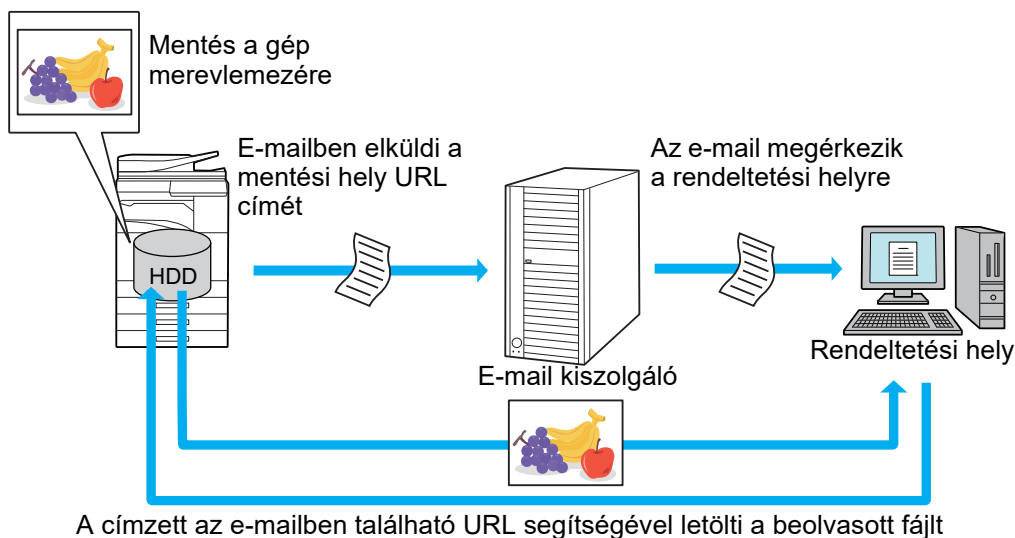 Mentés a gép
merevlemezére
E-mailben elküldi a
mentési hely URL
címét
Az e-mail megérkezik
a rendeltetési helyre
HDD
E-mail kiszolgáló
Rendeltetési hely
A címzett az e-mailben található URL segítségével letölti a beolvasott fájlt